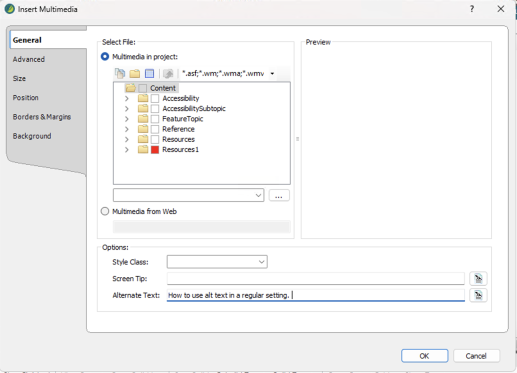 Insert Multimedia
General
Advanced
Size
Position
Borders & Margins
Background
Select File:
Multimedia in project:
*.asf;*.wm;*.wma;*.wmv
Content
Accessibility
AccessibilitySubtopic
FeatureTopic
Reference
Resources
Resources1
...
Multimedia from Web
Preview
Options:
Style Class:
Screen Tip:
Alternate Text: How to use alt text in a regular setting.
OK Cancel